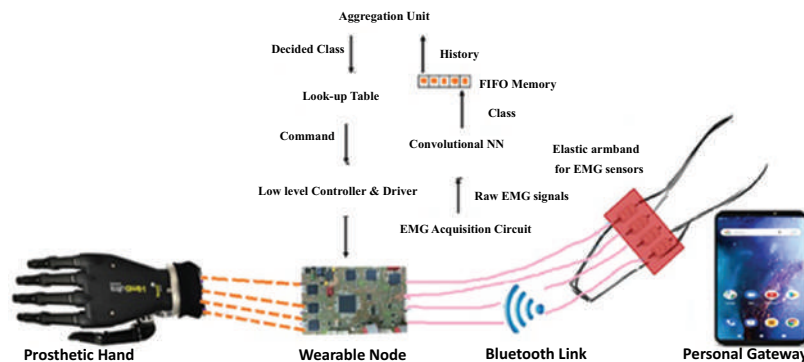 Aggregation Unit
Decided Class
History
FIFO Memory
Look-up Table
Class
Command
Convolutional NN
Elastic armband
for EMG sensors
Low level Controller & Driver
Raw EMG signals
EMG Acquisition Circuit
Prosthetic Hand
Wearable Node
Bluetooth Link
Personal Gateway